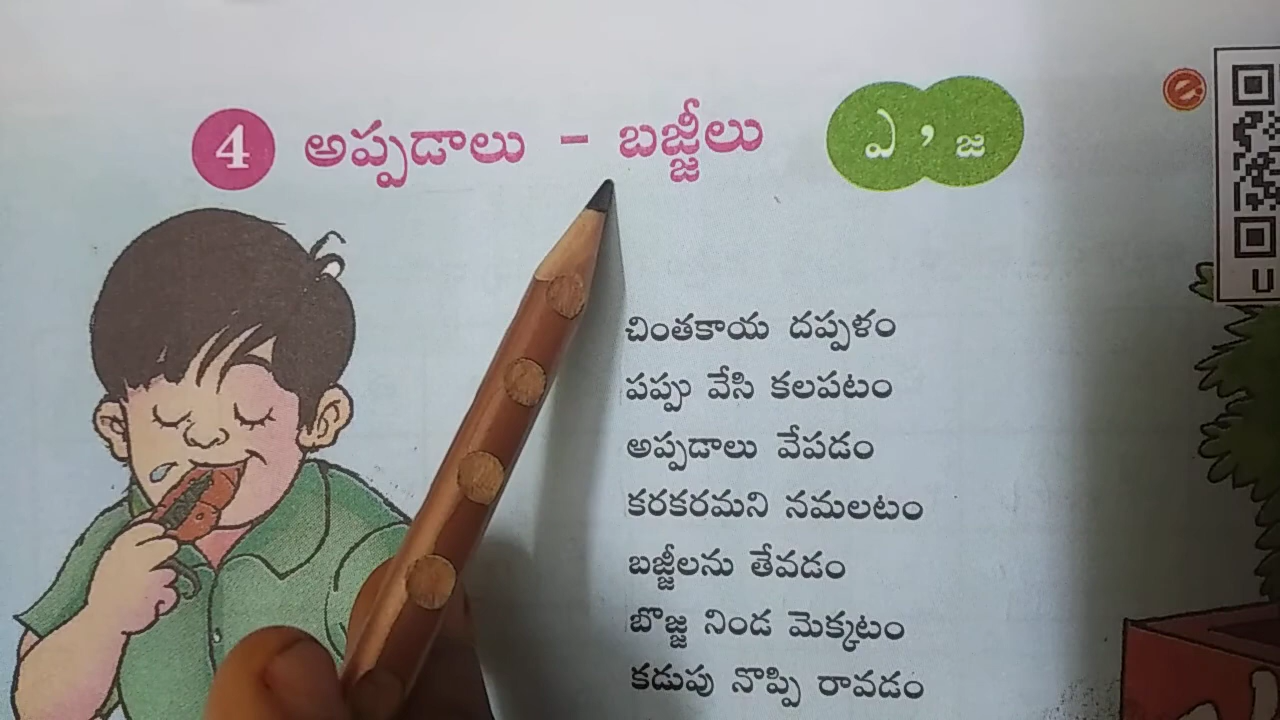 4 అప్పడాలు - బజ్జీలు ఎ , జ
చింతకాయ దప్పళం
పప్పు వేసి కలపటం
అప్పడాలు వేపడం
కరకరమని నమలటం
బజ్జీలను తేవడం
బొజ్జ నిండ మెక్కటం
కడుపు నొప్పి రావడం